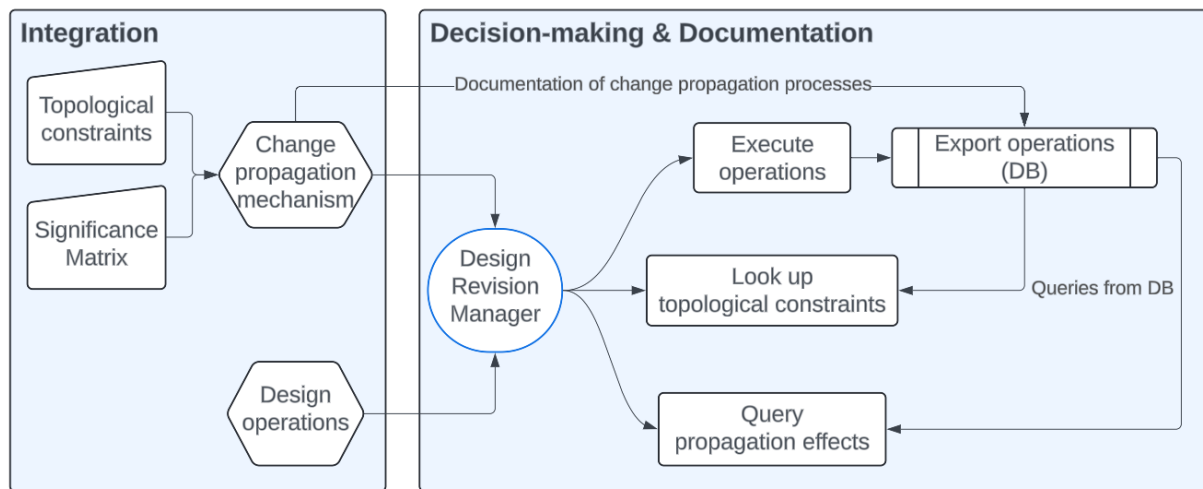 Integration
Topological
constraints
Significance
Matrix
Change
propagation
mechanism
Design
operations
Decision-making & Documentation
Documentation of change propagation processes
Design
Revision
Manager
Execute
operations
Export operations
(DB)
Look up
topological constraints
Queries from DB
Query
propagation effects